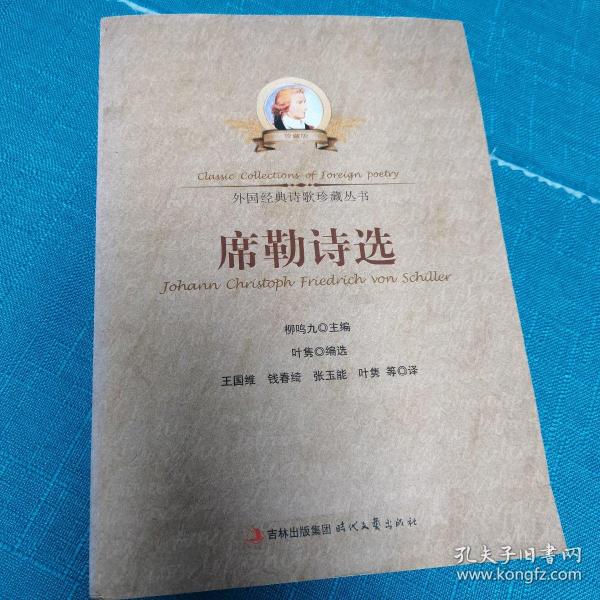 珍藏版
Classic Collections of Foreign poetry
外国经典诗歌珍藏丛书
席勒诗选
Johann Christoph Friedrich von Schiller
柳鸣九◎主编
叶隽◎编选
王国维 钱春绮 张玉能 叶隽 等◎译
吉林出版集团 时代文艺出版社
孔夫子旧书网
www.kongfz.com